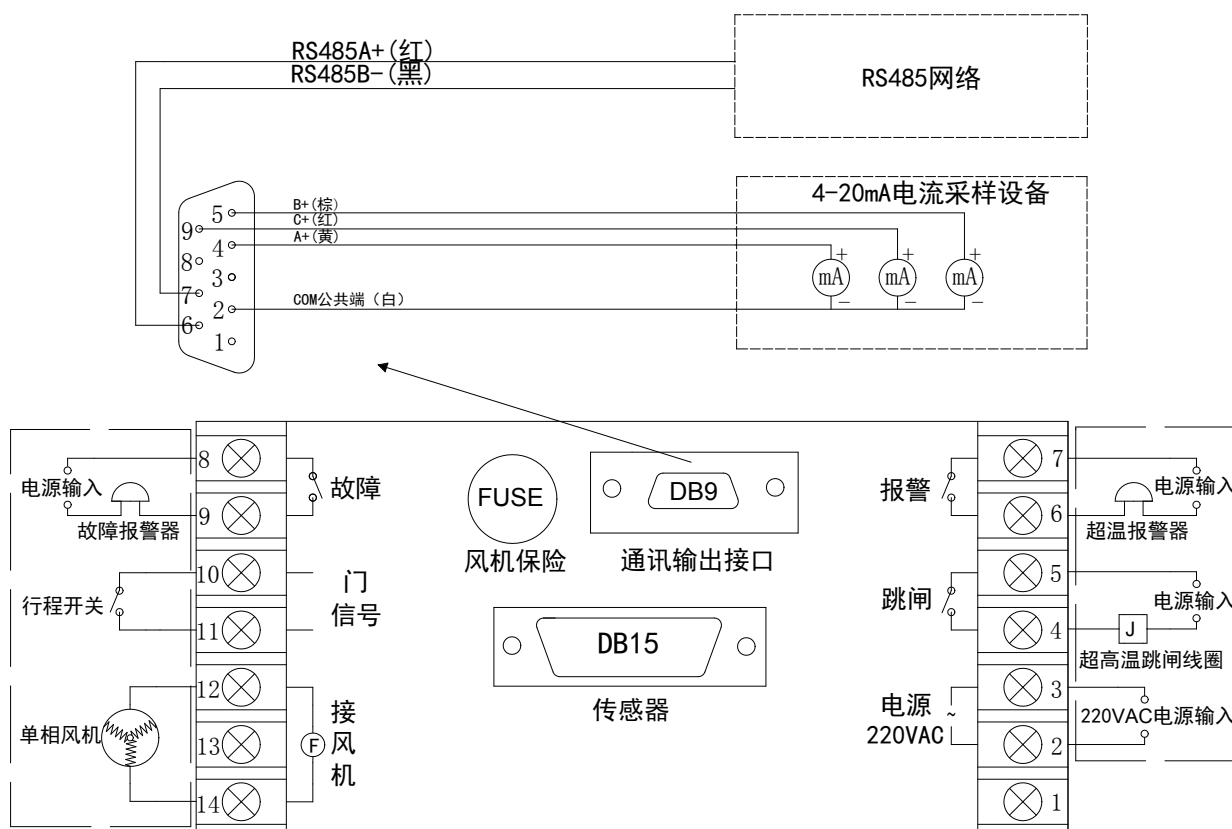 RS485A+(红)
RS485B-(黑)
RS485网络
4-20mA电流采样设备
B+(棕)
C+(红)
A+(黄)
COM公共端（白）
5
9
4
8
3
7
2
6
1
+
+
+
mA
mA
mA
-
-
-
8
9
10
11
12
13
14
电源输入
故障报警器
行程开关
单相风机
故障
门
信号
接
风
机
F
FUSE
风机保险
DB9
通讯输出接口
DB15
传感器
报警
跳闸
电源
220VAC
~
7
6
5
4
3
2
1
电源输入
超温报警器
电源输入
J
超高温跳闸线圈
220VAC电源输入